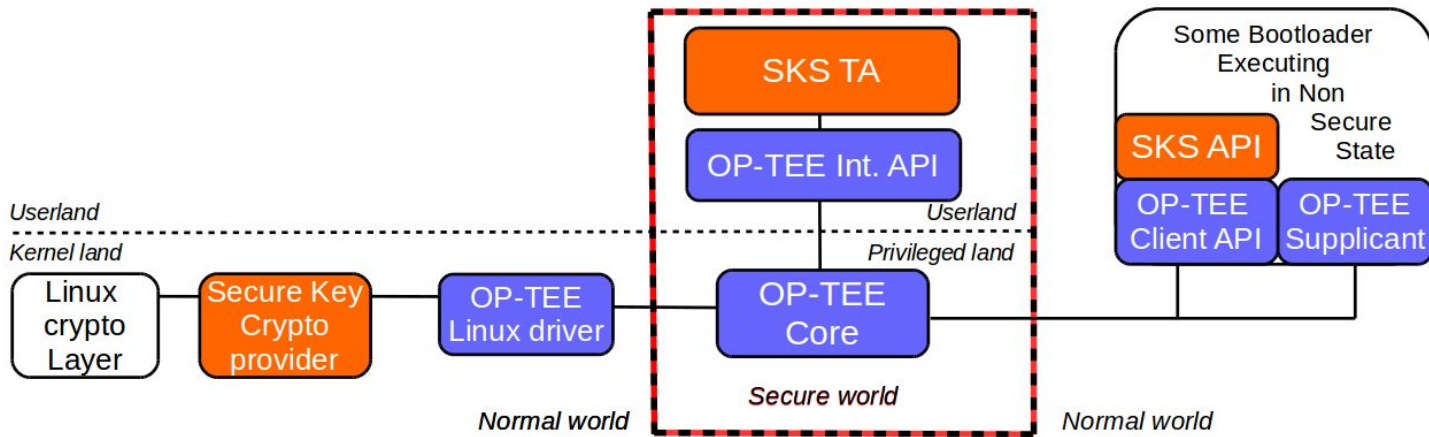 SKS TA
OP-TEE Int. API
Userland
Userland
Kernel land
Privileged land
Linux
crypto
Layer
Secure Key
Crypto
provider
OP-TEE
Linux driver
OP-TEE
Core
Secure world
Normal world
Normal world
Some Bootloader
Executing
in Non
Secure
State
SKS API
OP-TEE
Client API
OP-TEE
Supplicant